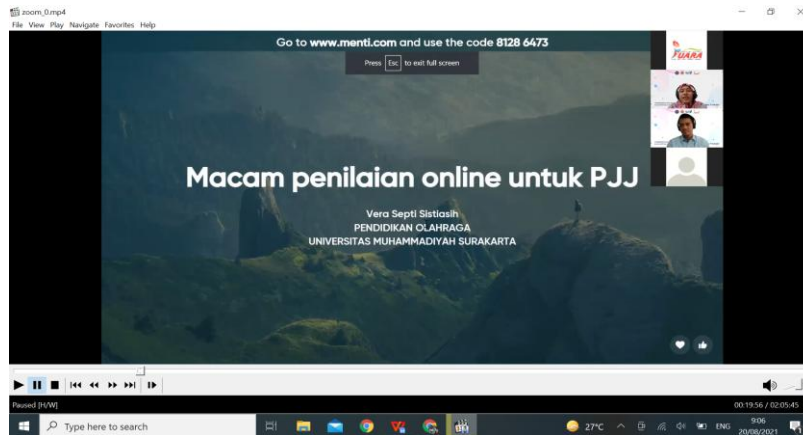 zoom_0.mp4
File View Play Navigate Favorites Help
Go to www.menti.com and use the code 8128 6473
Press Esc to exit full screen
YUARA
Macam penilaian online untuk PJJ
Vera Septi Sistiasih
PENDIDIKAN OLAHRAGA
UNIVERSITAS MUHAMMADIYAH SURAKARTA
Paused [H/W]
00:19:56 / 02:05:45
Type here to search
27°C
ENG
9:06
20/08/2021